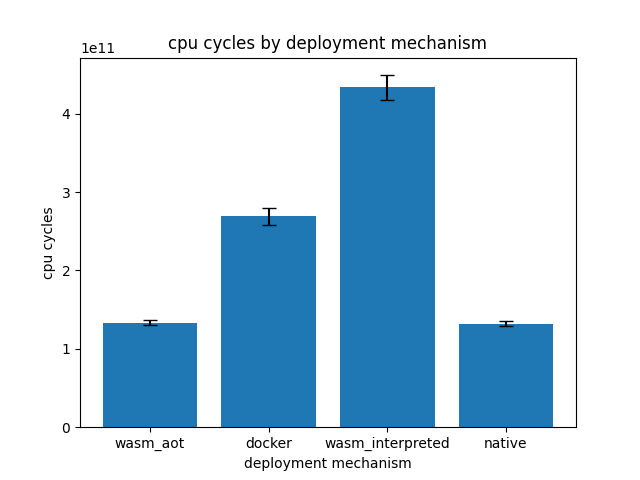 cpu cycles by deployment mechanism
1e11
4
3
2
1
0
cpu cycles
wasm_aot docker wasm_interpreted native
deployment mechanism